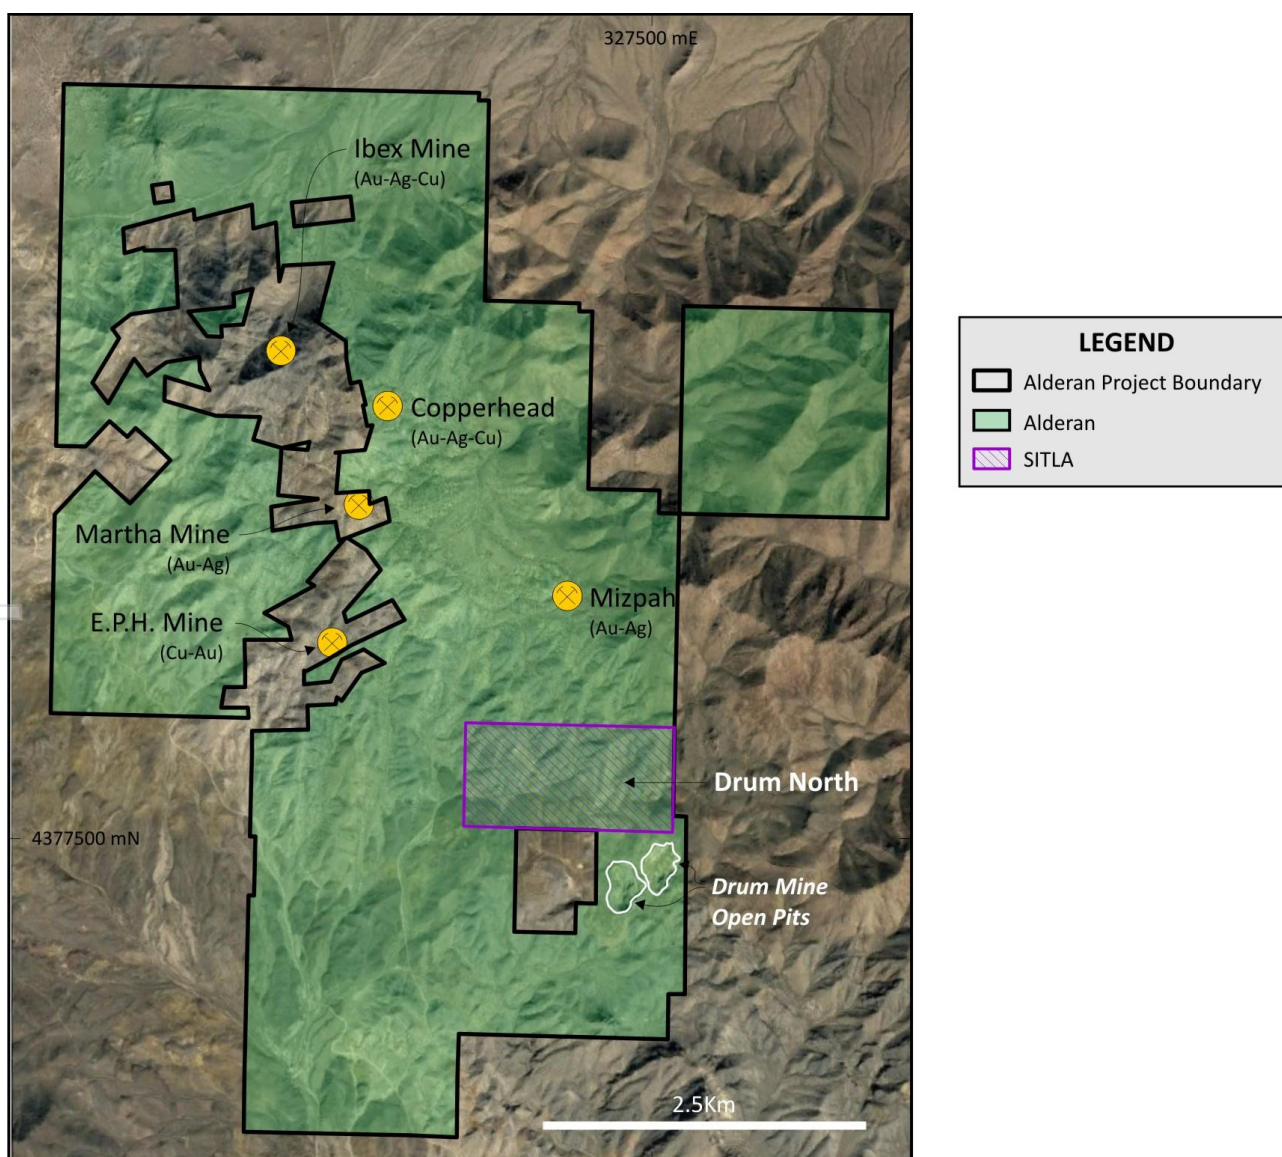 327500 mE
Ibex Mine
(Au-Ag-Cu)
LEGEND
Alderan Project Boundary
Alderan
SITLA
Copperhead
(Au-Ag-Cu)
Martha Mine
(Au-Ag)
Mizpah
(Au-Ag)
E.P.H. Mine
(Cu-Au)
Drum North
4377500 mN
Drum Mine
Open Pits
2.5Km